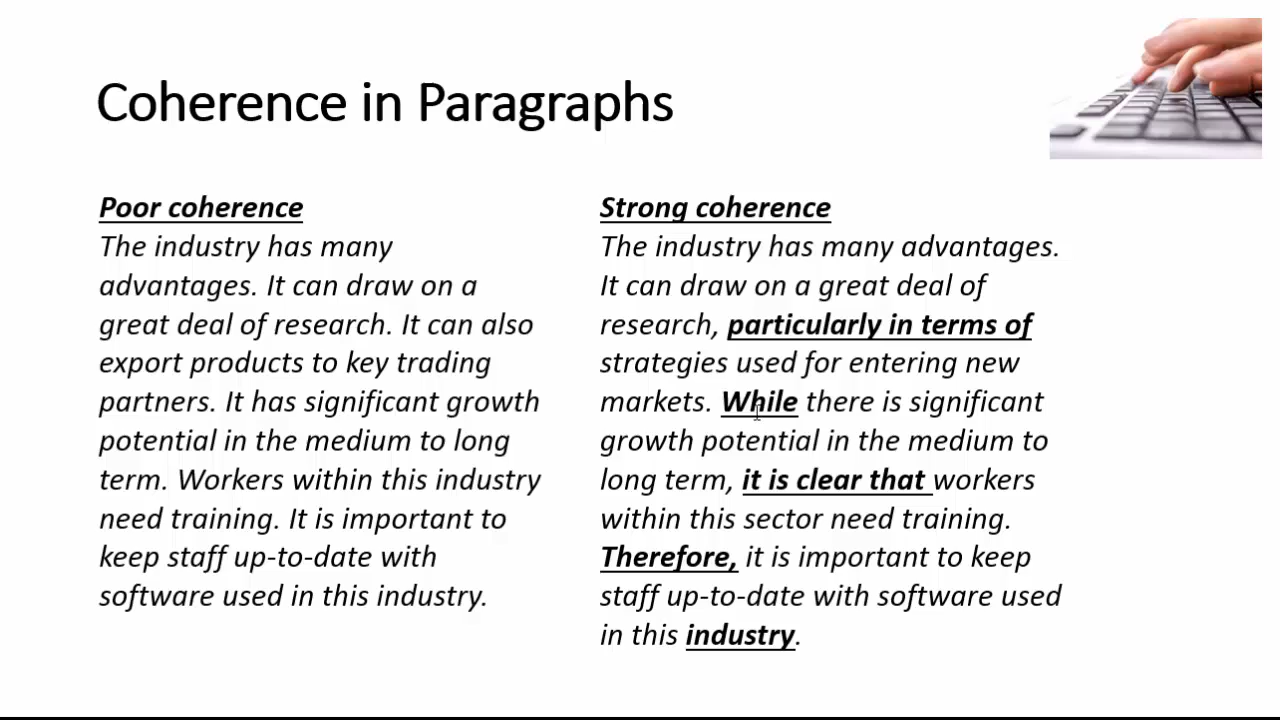 Coherence in Paragraphs
Poor coherence
The industry has many
advantages. It can draw on a
great deal of research. It can also
export products to key trading
partners. It has significant growth
potential in the medium to long
term. Workers within this industry
need training. It is important to
keep staff up-to-date with
software used in this industry.
Strong coherence
The industry has many advantages.
It can draw on a great deal of
research, particularly in terms of
strategies used for entering new
markets. While there is significant
growth potential in the medium to
long term, it is clear that workers
within this sector need training.
Therefore, it is important to keep
staff up-to-date with software used
in this industry.